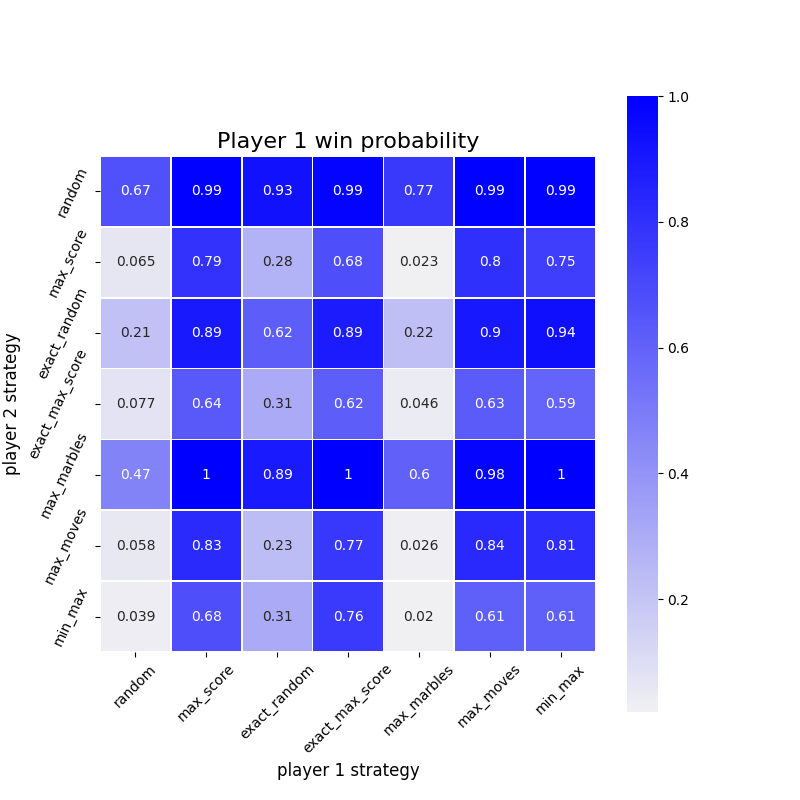 Player 1 win probability
player 2 strategy
random 0.67 0.99 0.93 0.99 0.77 0.99 0.99
max_score 0.065 0.79 0.28 0.68 0.023 0.8 0.75
exact_random 0.21 0.89 0.62 0.89 0.22 0.9 0.94
exact_max_score 0.077 0.64 0.31 0.62 0.046 0.63 0.59
max_marbles 0.47 1 0.89 1 0.6 0.98 1
max_moves 0.058 0.83 0.23 0.77 0.026 0.84 0.81
min_max 0.039 0.68 0.31 0.76 0.02 0.61 0.61
random max_score exact_random exact_max_score max_marbles max_moves min_max
player 1 strategy
1.0
0.8
0.6
0.4
0.2